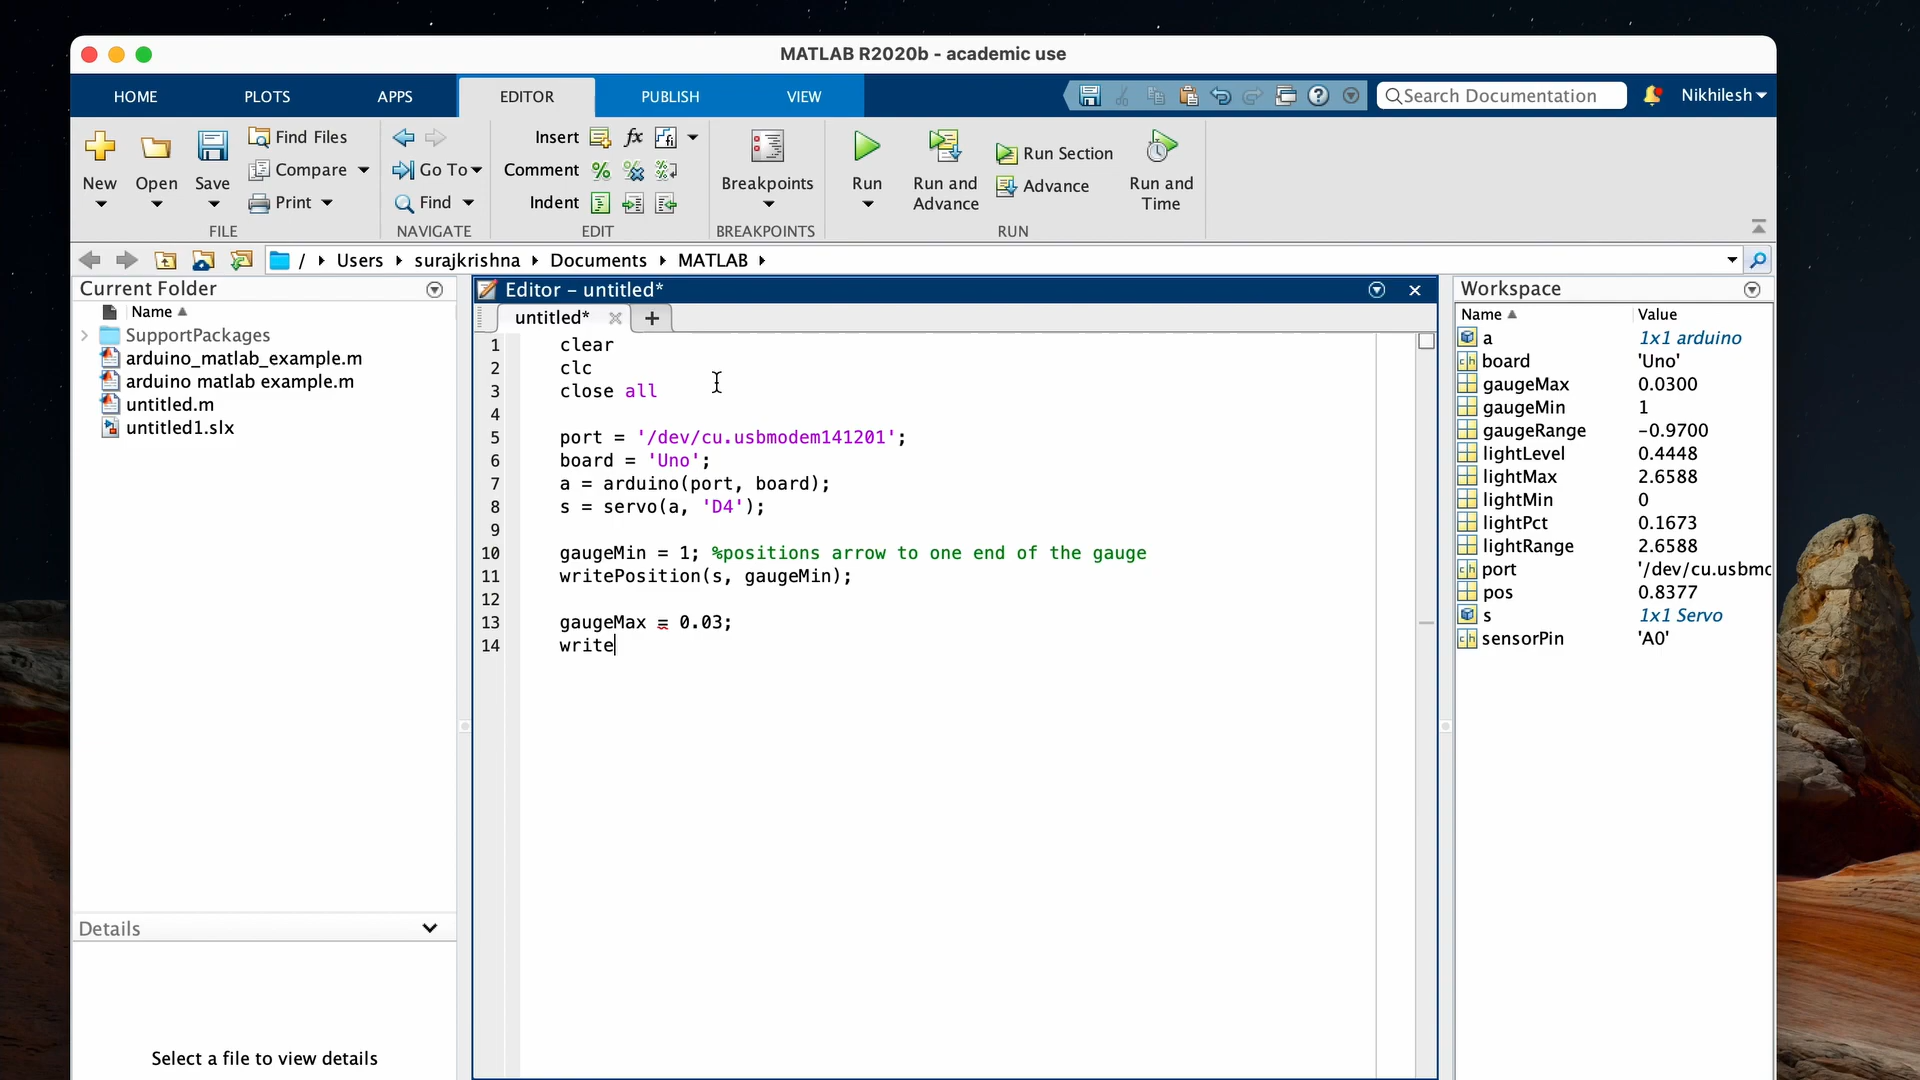 MATLAB R2020b - academic use
HOME PLOTS APPS EDITOR PUBLISH VIEW Search Documentation Nikhilesh
New Open Save Find Files Compare Print
FILE
Go To Find
NAVIGATE
Insert fx
Comment
Indent
EDIT
Breakpoints
BREAKPOINTS
Run
Run and Advance
Run Section
Advance
Run and Time
RUN
/ Users surajkrishna Documents MATLAB
Current Folder
Name
SupportPackages
arduino_matlab_example.m
arduino matlab example.m
untitled.m
untitled1.slx
Details
Select a file to view details
Editor – untitled*
untitled*
1 clear
2 clc
3 close all
4
5 port = '/dev/cu.usbmodem141201';
6 board = 'Uno';
7 a = arduino(port, board);
8 s = servo(a, 'D4');
9
10 gaugeMin = 1; %positions arrow to one end of the gauge
11 writePosition(s, gaugeMin);
12
13 gaugeMax = 0.03;
14 write
Workspace
Name Value
a 1x1 arduino
board 'Uno'
gaugeMax 0.0300
gaugeMin 1
gaugeRange -0.9700
lightLevel 0.4448
lightMax 2.6588
lightMin 0
lightPct 0.1673
lightRange 2.6588
port '/dev/cu.usbmo
pos 0.8377
s 1x1 Servo
sensorPin 'A0'